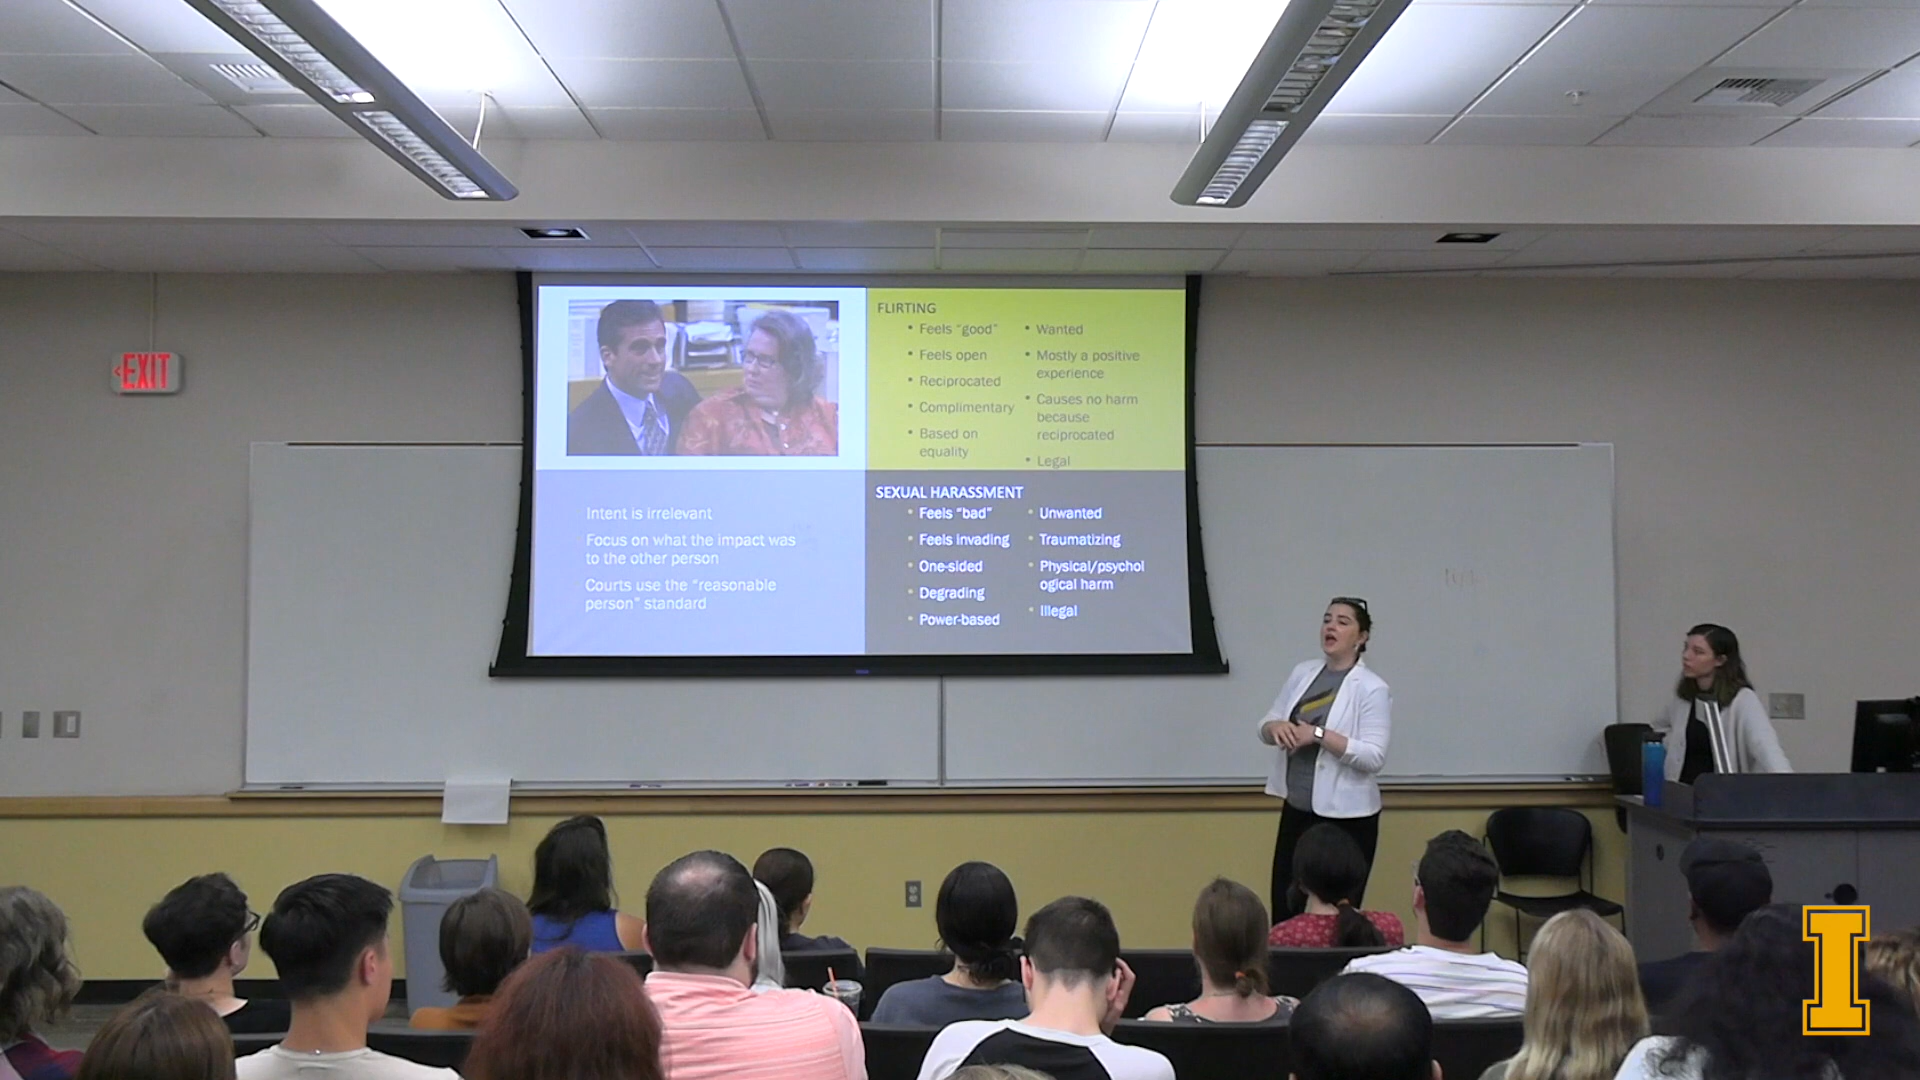 EXIT
FLIRTING
• Feels "good"
• Feels open
• Reciprocated
• Complimentary
• Based on
equality
• Wanted
• Mostly a positive
experience
• Causes no harm
because
reciprocated
• Legal
Intent is irrelevant
Focus on what the impact was
to the other person
Courts use the "reasonable
person" standard
SEXUAL HARASSMENT
• Feels "bad"
• Feels invading
• One-sided
• Degrading
• Power-based
• Unwanted
• Traumatizing
• Physical/psychol
ogical harm
• Illegal
I